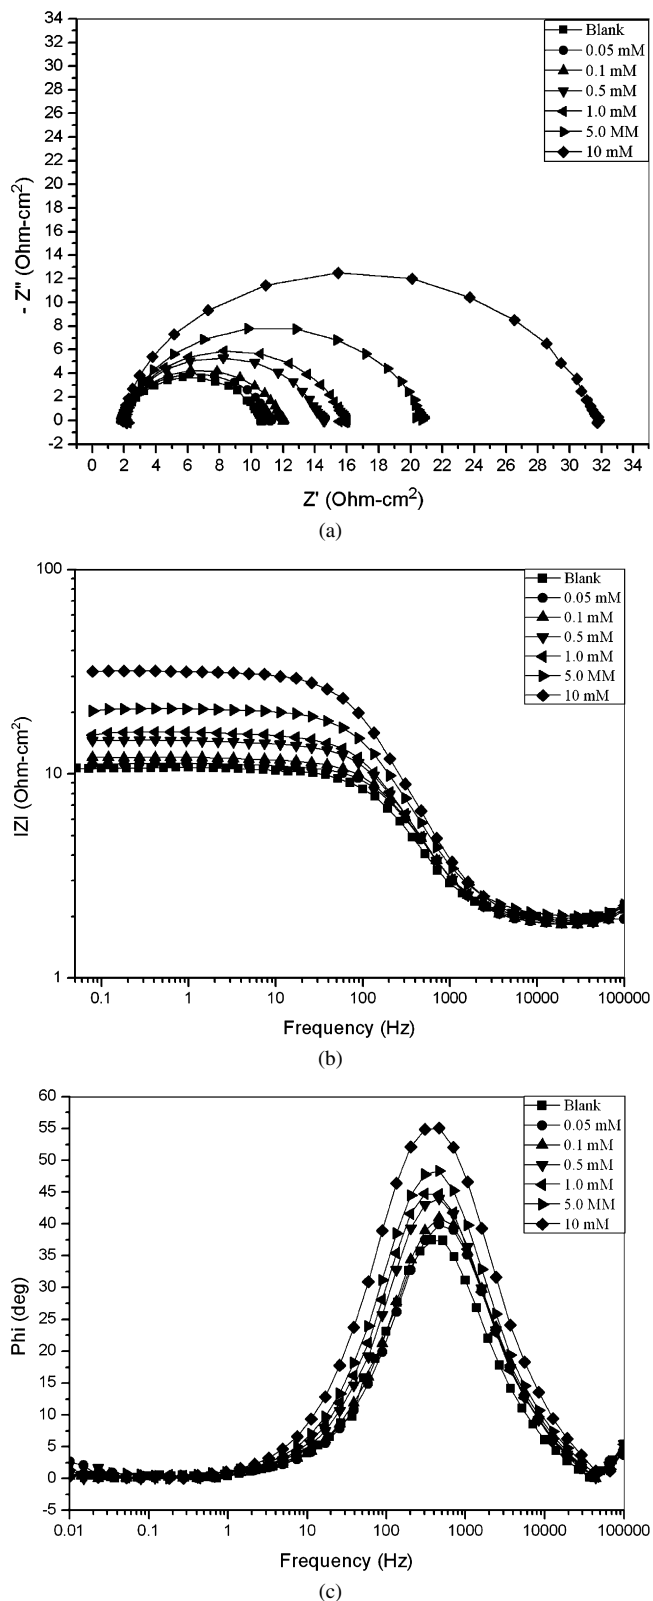 34
32
30
28
26
24
22
20
18
16
14
12
10
8
6
4
2
0
-2
- Z" (Ohm-cm2)
Blank
0.05 mM
0.1 mM
0.5 mM
1.0 mM
5.0 MM
10 mM
0 2 4 6 8 10 12 14 16 18 20 22 24 26 28 30 32 34
Z' (Ohm-cm2)
(a)
100
10
1
IZI (Ohm-cm2)
Blank
0.05 mM
0.1 mM
0.5 mM
1.0 mM
5.0 MM
10 mM
0.1 1 10 100 1000 10000 100000
Frequency (Hz)
(b)
60
55
50
45
40
35
30
25
20
15
10
5
0
-5
Phi (deg)
Blank
0.05 mM
0.1 mM
0.5 mM
1.0 mM
5.0 MM
10 mM
0.01 0.1 1 10 100 1000 10000 100000
Frequency (Hz)
(c)